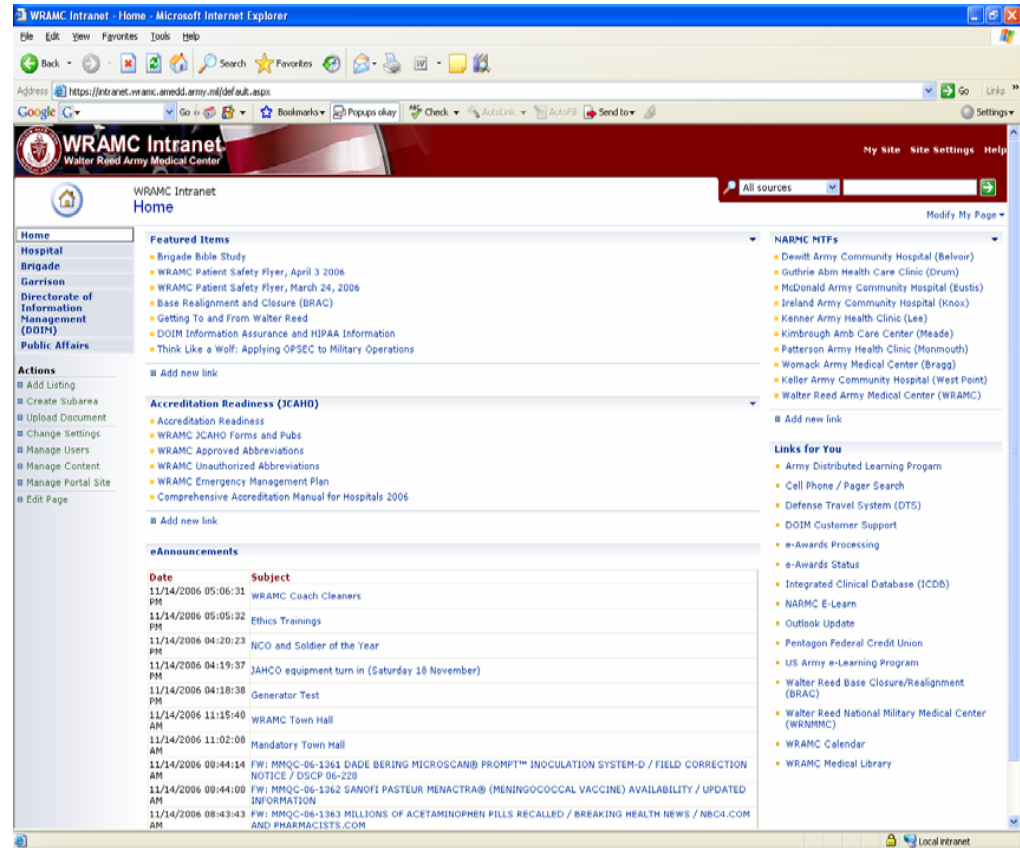 WRAMC Intranet - Home - Microsoft Internet Explorer
File Edit View Favorites Tools Help
Back Search Favorites
Address https://intranet.wramc.amedd.army.mil/default.aspx Go Links »
Google G Go Bookmarks Popups okay Check AutoLink AutoFill Send to Settings
WRAMC Intranet
Walter Reed Army Medical Center
My Site Site Settings Help
All sources
WRAMC Intranet
Home
Modify My Page
Home
Hospital
Brigade
Garrison
Directorate of
Information
Management
(DOIM)
Public Affairs
Actions
Add Listing
Create Subarea
Upload Document
Change Settings
Manage Users
Manage Content
Manage Portal Site
Edit Page
Featured Items
Brigade Bible Study
WRAMC Patient Safety Flyer, April 3 2006
WRAMC Patient Safety Flyer, March 24, 2006
Base Realignment and Closure (BRAC)
Getting To and From Walter Reed
DOIM Information Assurance and HIPAA Information
Think Like a Wolf: Applying OPSEC to Military Operations
Add new link
Accreditation Readiness (JCAHO)
Accreditation Readiness
WRAMC JCAHO Forms and Pubs
WRAMC Approved Abbreviations
WRAMC Unauthorized Abbreviations
WRAMC Emergency Management Plan
Comprehensive Accreditation Manual for Hospitals 2006
Add new link
eAnnouncements
Date Subject
11/14/2006 05:06:31 PM WRAMC Coach Cleaners
11/14/2006 05:05:32 PM Ethics Trainings
11/14/2006 04:20:23 PM NCO and Soldier of the Year
11/14/2006 04:19:37 PM JAHCO equipment turn in (Saturday 18 November)
11/14/2006 04:18:38 PM Generator Test
11/14/2006 11:15:40 AM WRAMC Town Hall
11/14/2006 11:02:08 AM Mandatory Town Hall
11/14/2006 08:44:14 AM FW: MMQC-06-1361 DADE BERING MICROSCAN® PROMPT™ INOCULATION SYSTEM-D / FIELD CORRECTION
NOTICE / DSCP 06-228
11/14/2006 08:44:00 AM FW: MMQC-06-1362 SANOFI PASTEUR MENACTRA® (MENINGOCOCCAL VACCINE) AVAILABILITY / UPDATED
INFORMATION
11/14/2006 08:43:43 AM FW: MMQC-06-1363 MILLIONS OF ACETAMINOPHEN PILLS RECALLED / BREAKING HEALTH NEWS / NBC4.COM
AND PHARMACISTS.COM
NARMC MTFs
Dewitt Army Community Hospital (Belvoir)
Guthrie Abm Health Care Clinic (Drum)
McDonald Army Community Hospital (Eustis)
Ireland Army Community Hospital (Knox)
Kenner Army Health Clinic (Lee)
Kimbrough Amb Care Center (Meade)
Patterson Army Health Clinic (Monmouth)
Womack Army Medical Center (Bragg)
Keller Army Community Hospital (West Point)
Walter Reed Army Medical Center (WRAMC)
Add new link
Links for You
Army Distributed Learning Progam
Cell Phone / Pager Search
Defense Travel System (DTS)
DOIM Customer Support
e-Awards Processing
e-Awards Status
Integrated Clinical Database (ICDB)
NARMC E-Learn
Outlook Update
Pentagon Federal Credit Union
US Army e-Learning Program
Walter Reed Base Closure/Realignment
(BRAC)
Walter Reed National Military Medical Center
(WRNMMC)
WRAMC Calendar
WRAMC Medical Library
Local intranet